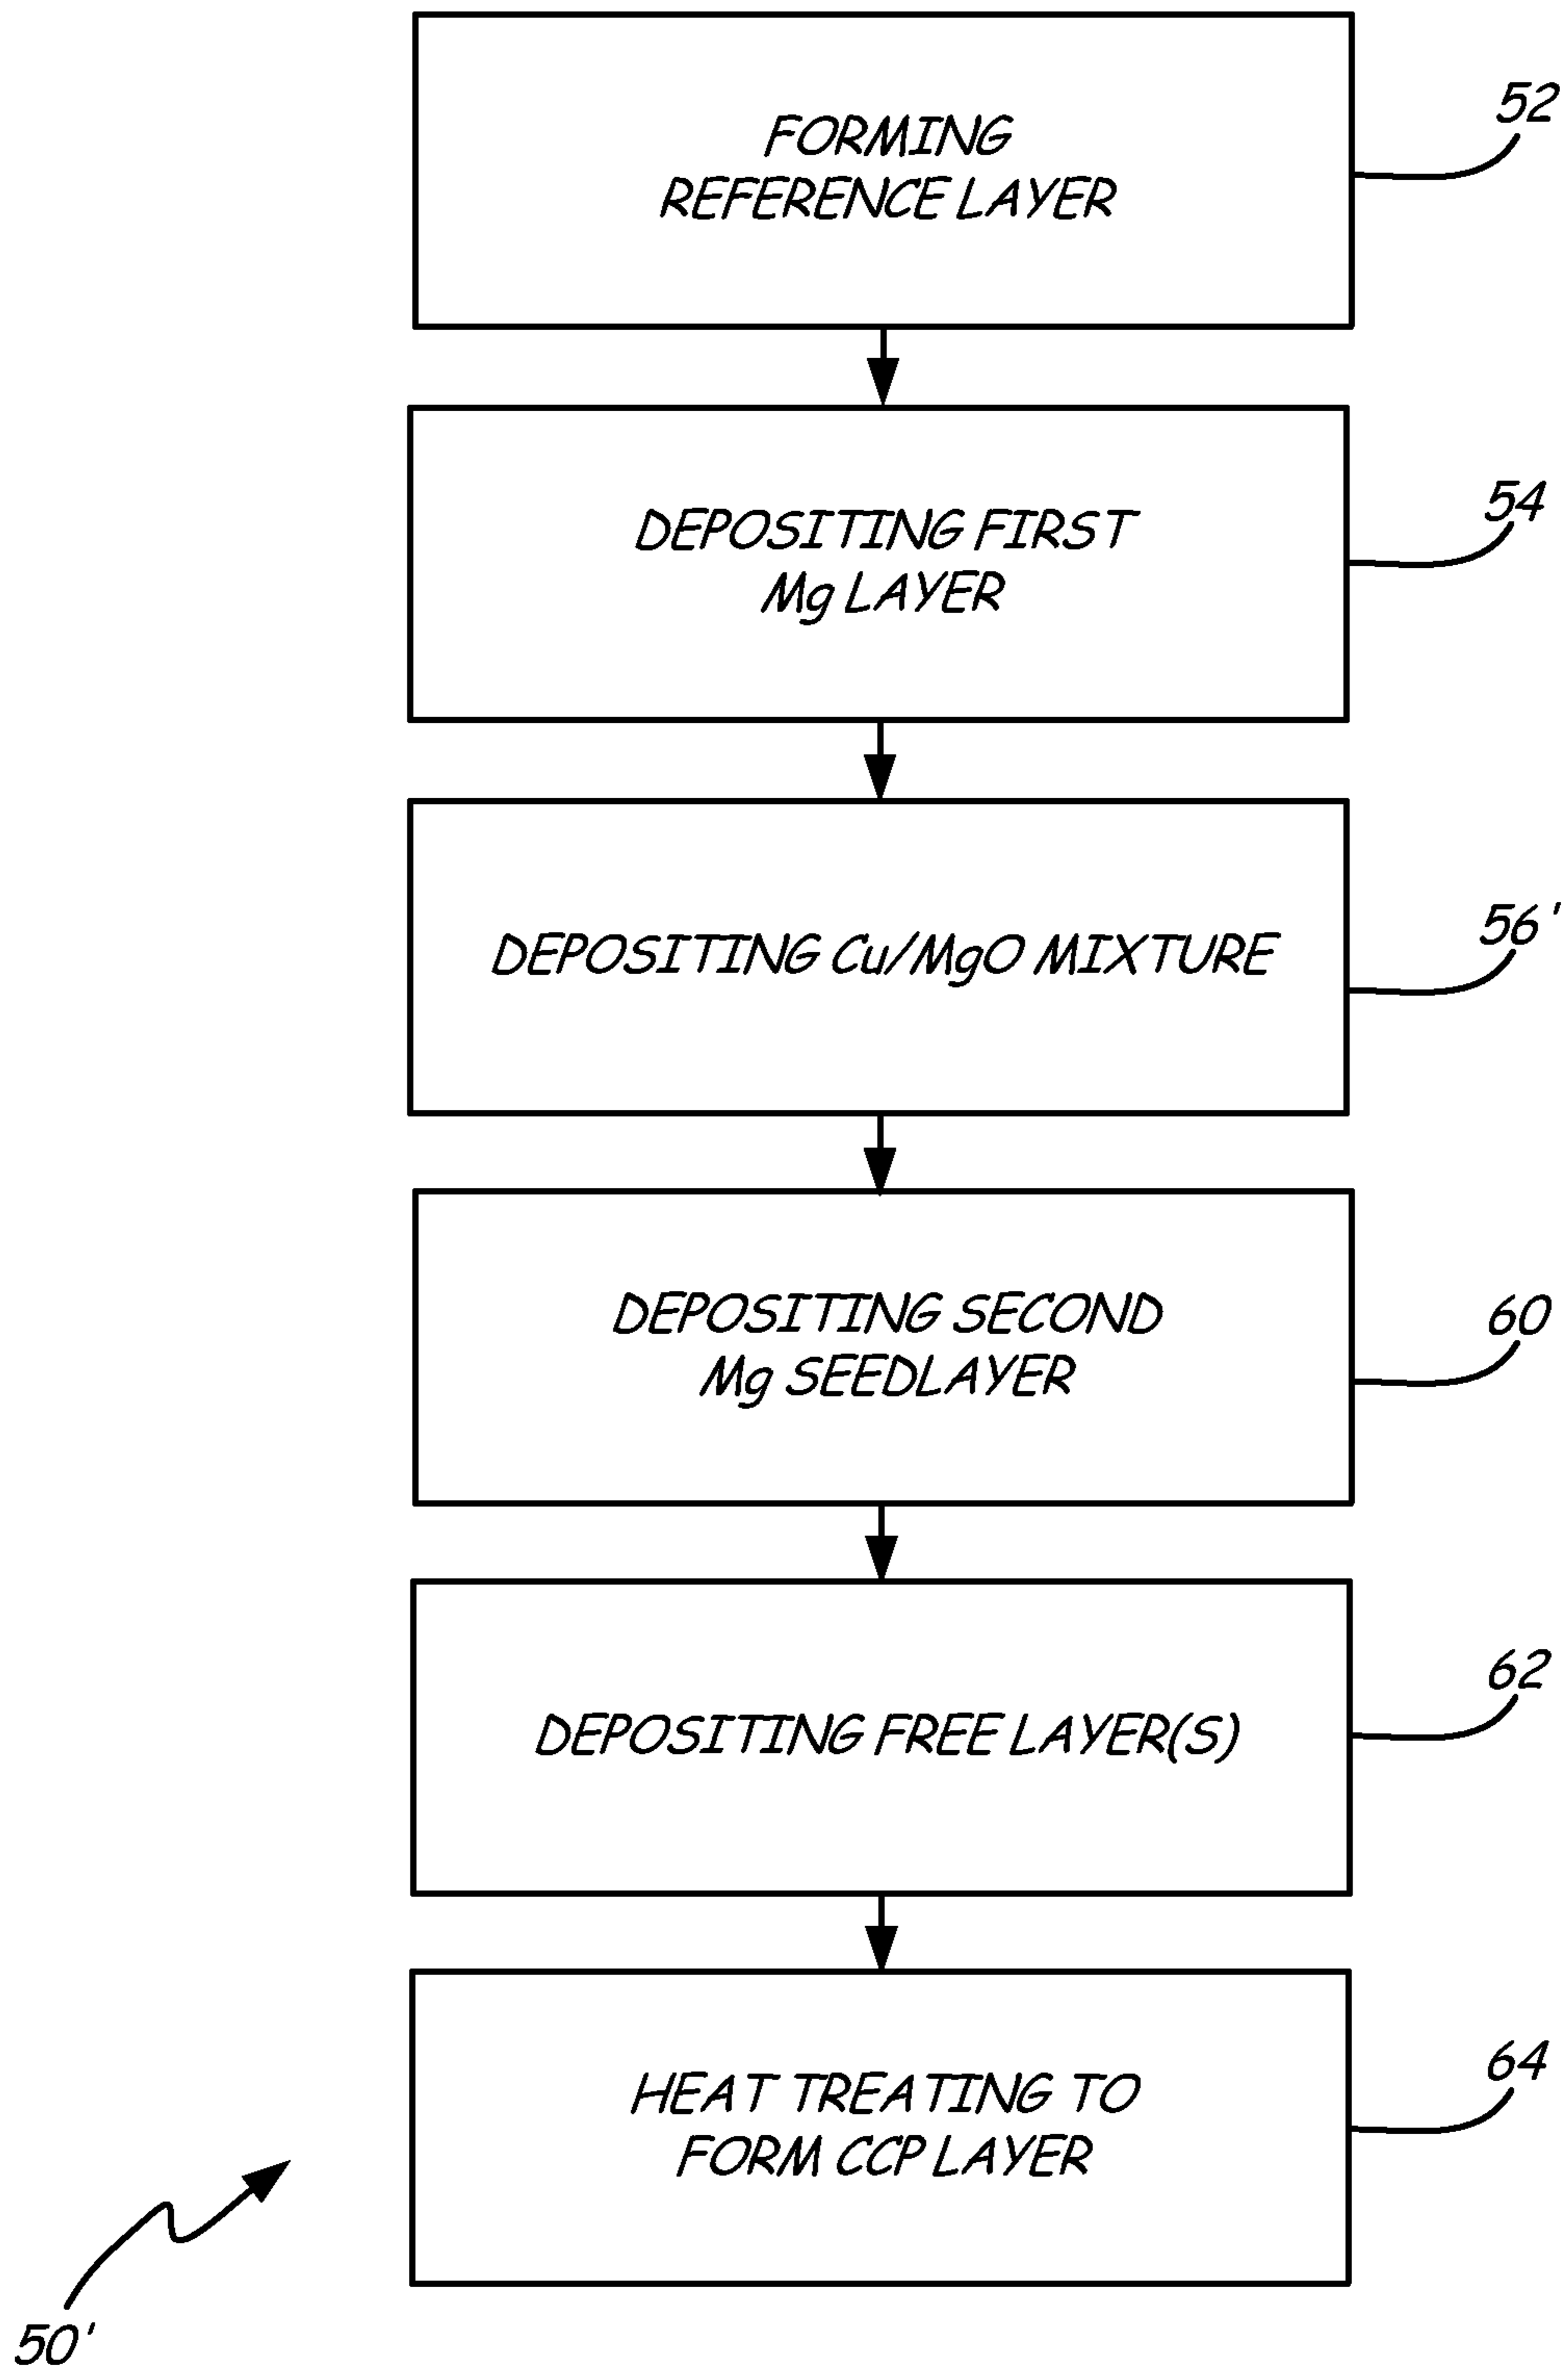 FORMING
REFERENCE LAYER
52
DEPOSITING FIRST
Mg LAYER
54
DEPOSITING Cu/MgO MIXTURE
56'
DEPOSITING SECOND
Mg SEEDLAYER
60
DEPOSITING FREE LAYER(S)
62
HEAT TREATING TO
FORM CCP LAYER
64
50'